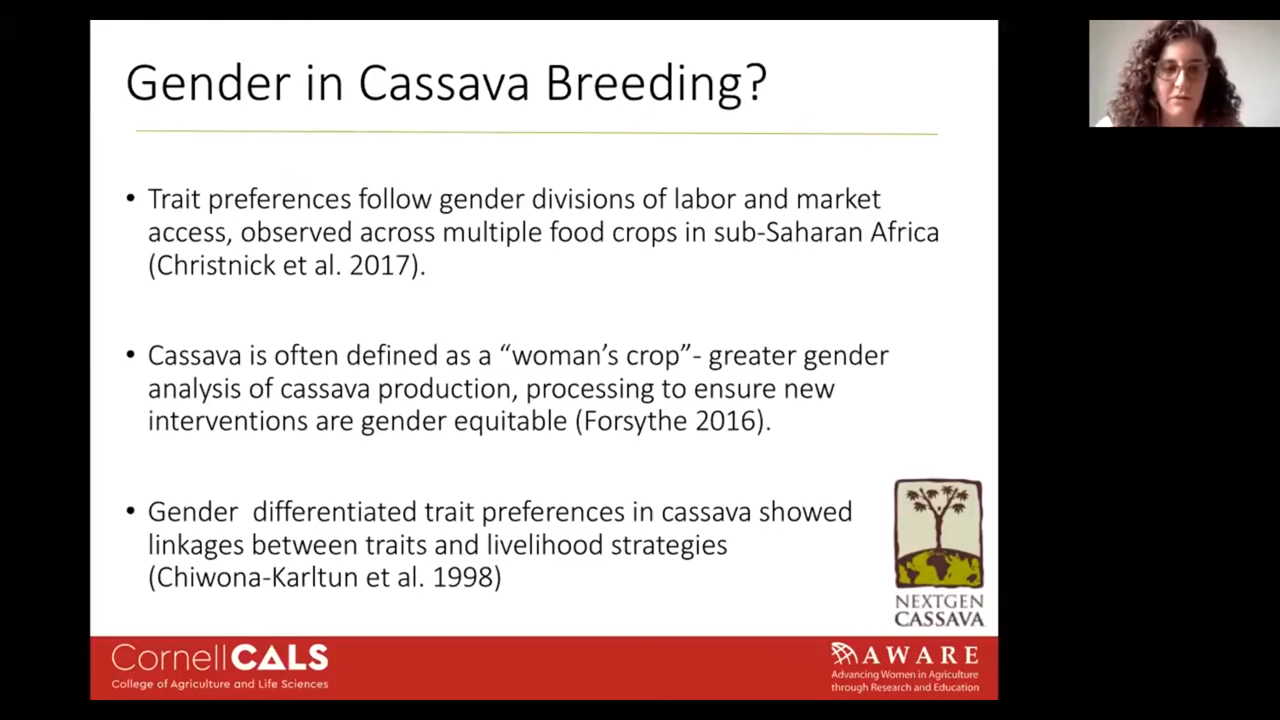 Gender in Cassava Breeding?
• Trait preferences follow gender divisions of labor and market
access, observed across multiple food crops in sub-Saharan Africa
(Christnick et al. 2017).
• Cassava is often defined as a “woman’s crop”- greater gender
analysis of cassava production, processing to ensure new
interventions are gender equitable (Forsythe 2016).
• Gender  differentiated trait preferences in cassava showed
linkages between traits and livelihood strategies
(Chiwona-Karltun et al. 1998)
NEXTGEN
CASSAVA
CornellCALS
College of Agriculture and Life Sciences
AWARE
Advancing Women in Agriculture
through Research and Education